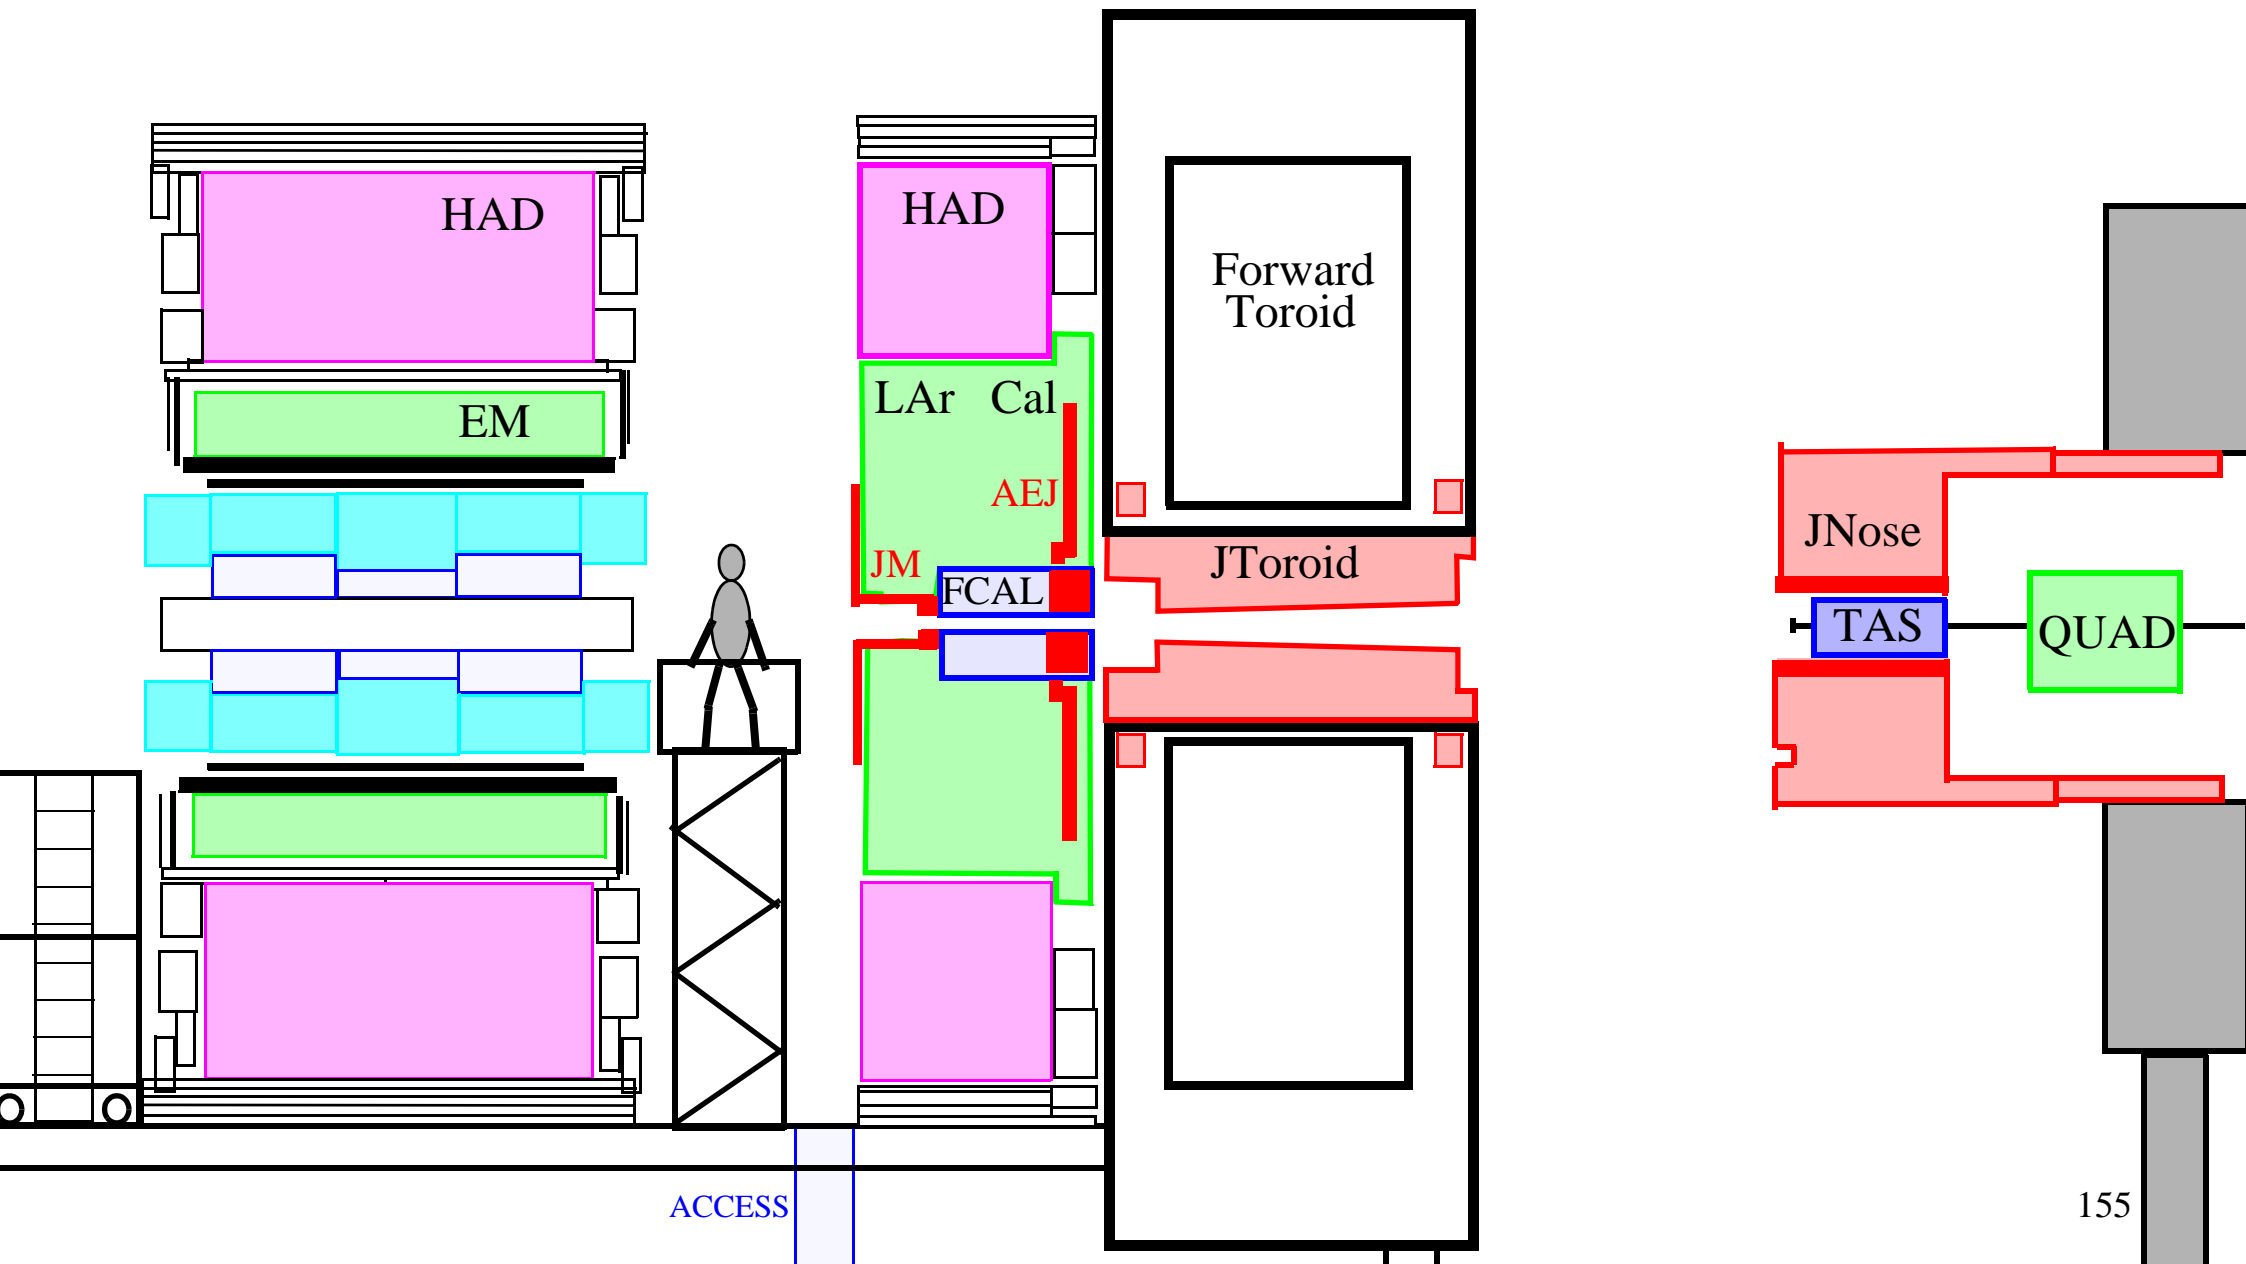 HAD
HAD
Forward
Toroid
LAr Cal
EM
AEJ
JNose
JM
JToroid
FCAL
TAS
QUAD
ACCESS
155